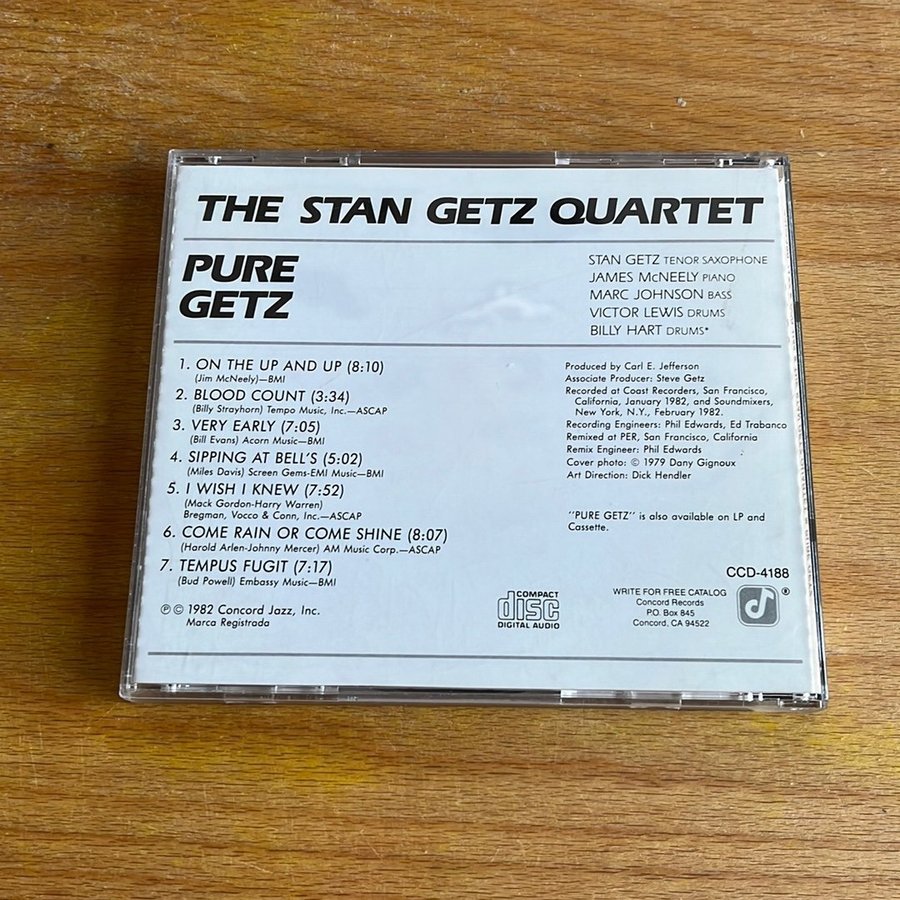 THE STAN GETZ QUARTET
PURE
GETZ
STAN GETZ TENOR SAXOPHONE
JAMES McNEELY PIANO
MARC JOHNSON BASS
VICTOR LEWIS DRUMS
BILLY HART DRUMS*
1. ON THE UP AND UP (8:10)
(Jim McNeely)—BMI
2. BLOOD COUNT (3:34)
(Billy Strayhorn) Tempo Music, Inc.—ASCAP
3. VERY EARLY (7:05)
(Bill Evans) Acorn Music—BMI
4. SIPPING AT BELL'S (5:02)
(Miles Davis) Screen Gems-EMI Music—BMI
5. I WISH I KNEW (7:52)
(Mack Gordon-Harry Warren)
Bregman, Vocco & Conn, Inc.—ASCAP
6. COME RAIN OR COME SHINE (8:07)
(Harold Arlen-Johnny Mercer) AM Music Corp.—ASCAP
7. TEMPUS FUGIT (7:17)
(Bud Powell) Embassy Music—BMI
℗ © 1982 Concord Jazz, Inc.
Marca Registrada
Produced by Carl E. Jefferson
Associate Producer: Steve Getz
Recorded at Coast Recorders, San Francisco,
California, January 1982, and Soundmixers,
New York, N.Y., February 1982.
Recording Engineers: Phil Edwards, Ed Trabanco
Remixed at PER, San Francisco, California
Remix Engineer: Phil Edwards
Cover photo: © 1979 Dany Gignoux
Art Direction: Dick Hendler
"PURE GETZ" is also available on LP and
Cassette.
CCD-4188
COMPACT
disc
DIGITAL AUDIO
WRITE FOR FREE CATALOG
Concord Records
P.O. Box 845
Concord, CA 94522
®